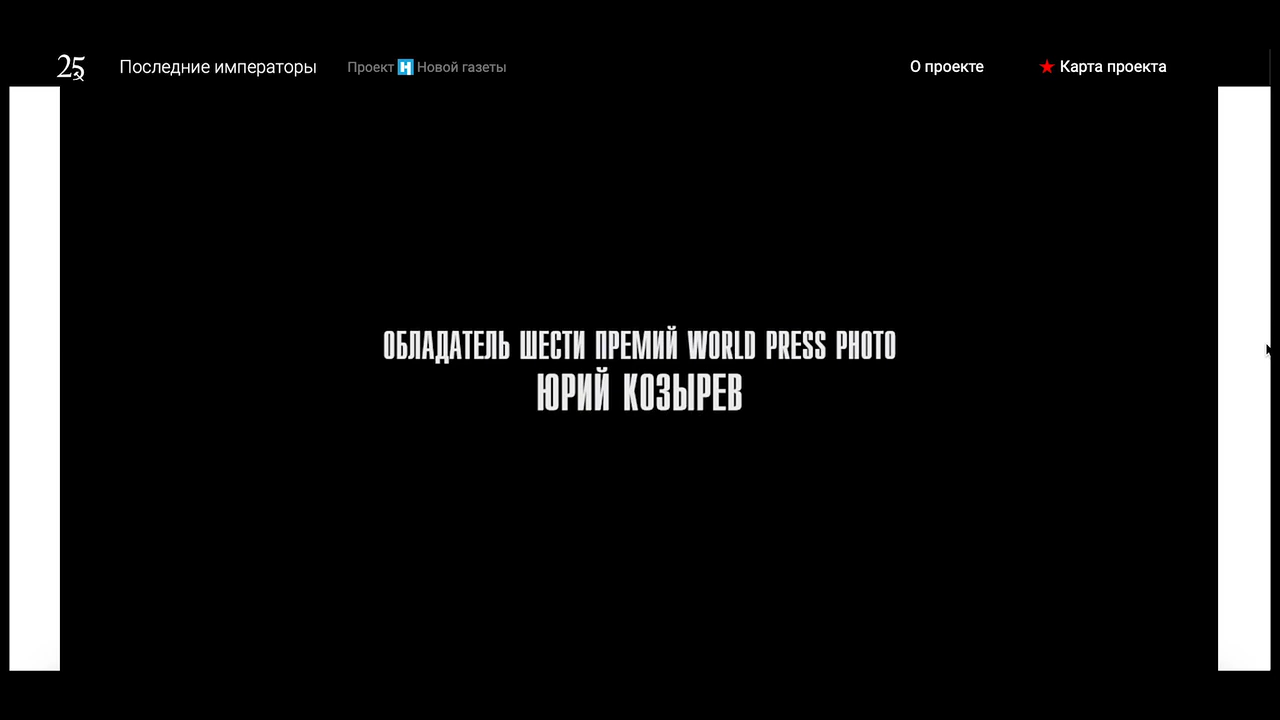 25 Последние императоры Проект Н Новой газеты О проекте Карта проекта
ОБЛАДАТЕЛЬ ШЕСТИ ПРЕМИЙ WORLD PRESS PHOTO
ЮРИЙ КОЗЫРЕВ